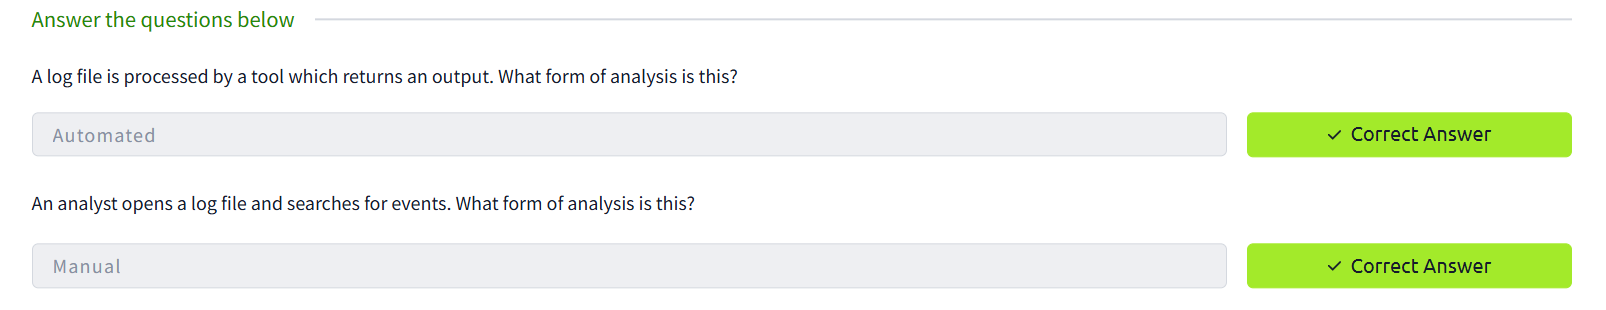 Answer the questions below
A log file is processed by a tool which returns an output. What form of analysis is this?
Automated
✓ Correct Answer
An analyst opens a log file and searches for events. What form of analysis is this?
Manual
✓ Correct Answer